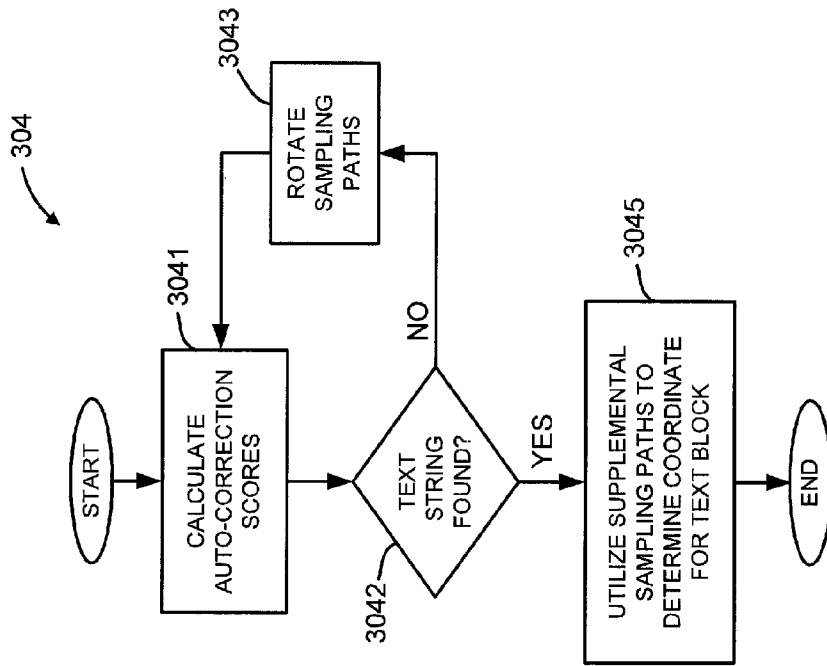 304
START
3041
CALCULATE
AUTO-CORRECTION
SCORES
3043
ROTATE
SAMPLING
PATHS
3042
TEXT
STRING
FOUND?
NO
YES
3045
UTILIZE SUPPLEMENTAL
SAMPLING PATHS TO
DETERMINE COORDINATE
FOR TEXT BLOCK
END